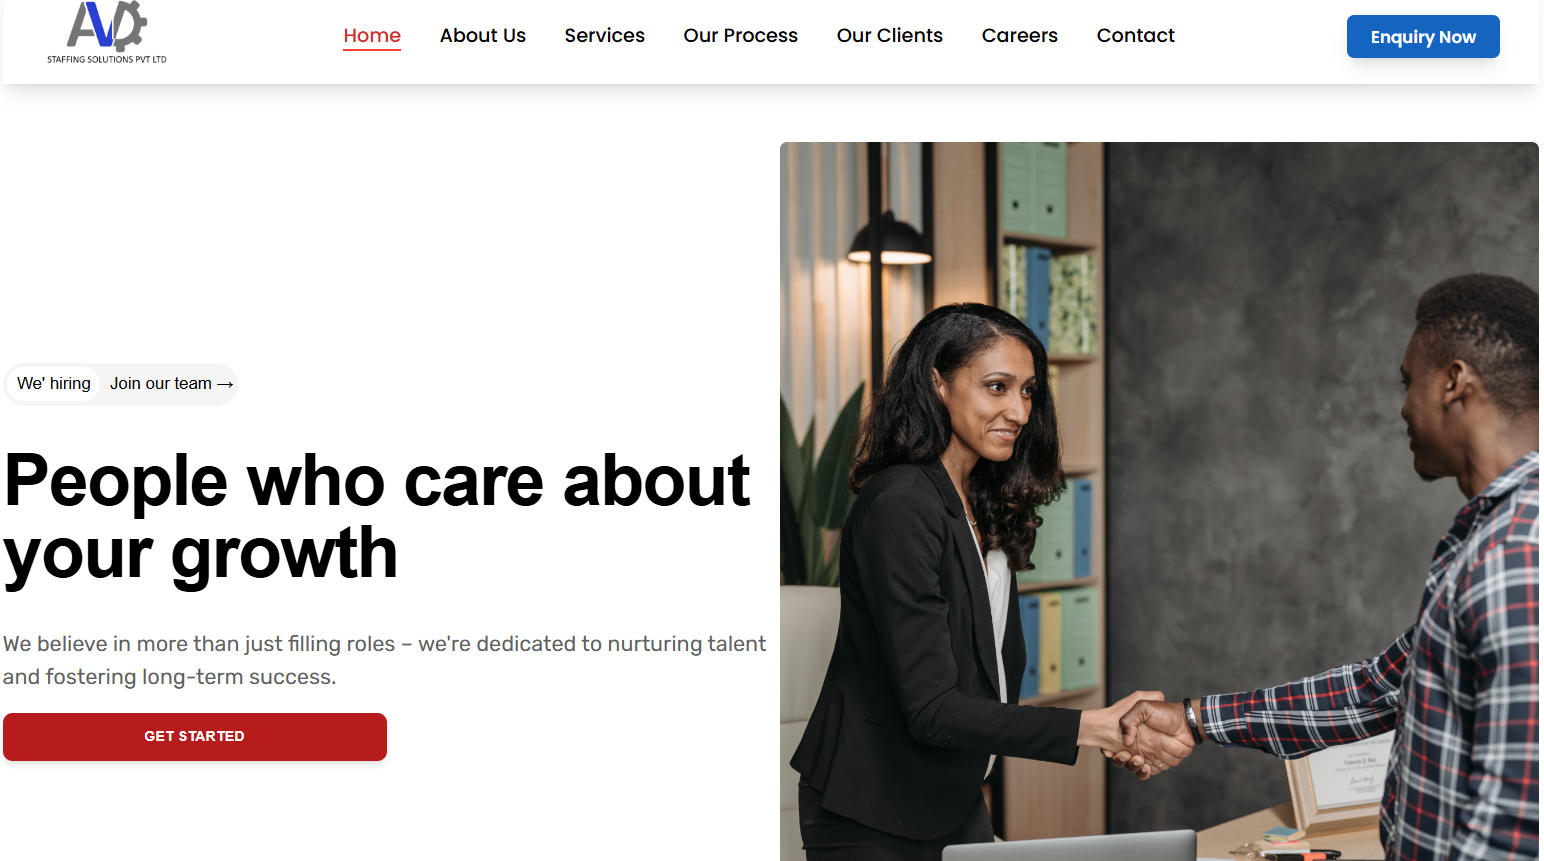 AVD
STAFFING SOLUTIONS PVT LTD
Home
About Us
Services
Our Process
Our Clients
Careers
Contact
Enquiry Now
We' hiring
Join our team →
People who care about
your growth
We believe in more than just filling roles – we're dedicated to nurturing talent
and fostering long-term success.
GET STARTED